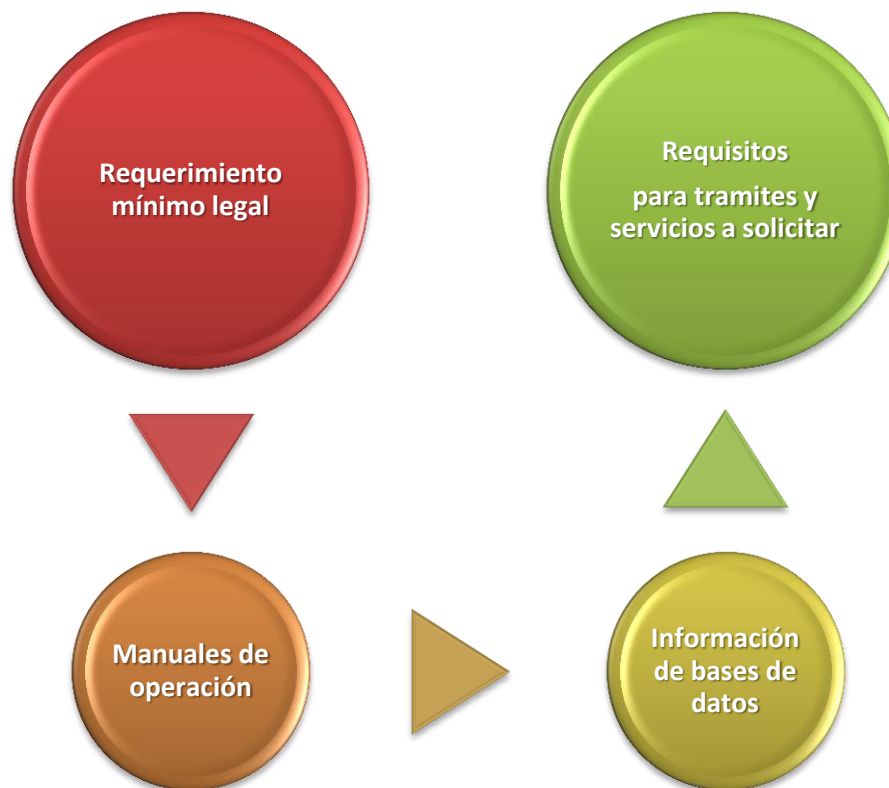 Requerimiento
mínimo legal
Manuales de
operación
Información
de bases de
datos
Requisitos
para tramites y
servicios a solicitar